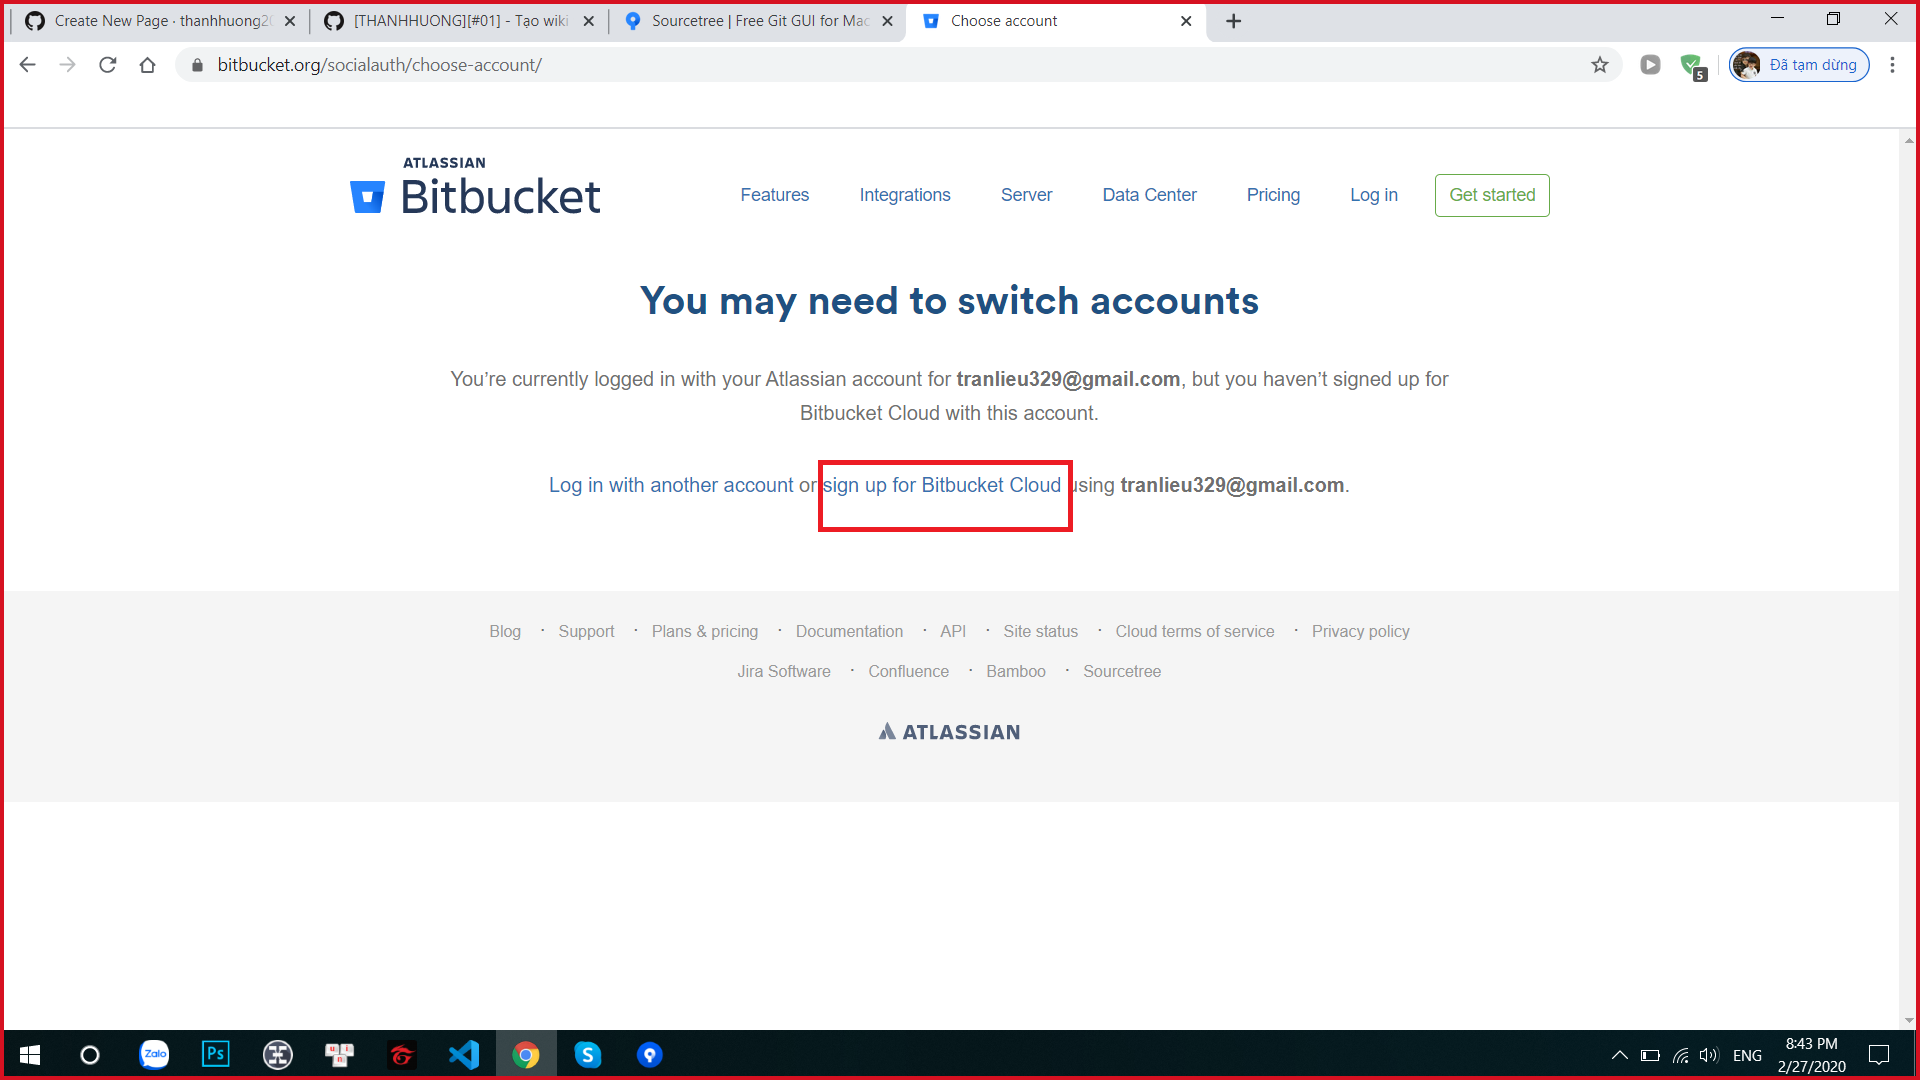 Create New Page · thanhhuong20
[THANHHUONG][#01] - Tạo wiki
Sourcetree | Free Git GUI for Mac
Choose account
bitbucket.org/socialauth/choose-account/
5
Đã tạm dừng
ATLASSIAN
Bitbucket
Features
Integrations
Server
Data Center
Pricing
Log in
Get started
You may need to switch accounts
You’re currently logged in with your Atlassian account for tranlieu329@gmail.com, but you haven’t signed up for
Bitbucket Cloud with this account.
Log in with another account or sign up for Bitbucket Cloud using tranlieu329@gmail.com.
Blog · Support · Plans & pricing · Documentation · API · Site status · Cloud terms of service · Privacy policy
Jira Software · Confluence · Bamboo · Sourcetree
ATLASSIAN
Zalo
Ps
ENG
8:43 PM
2/27/2020